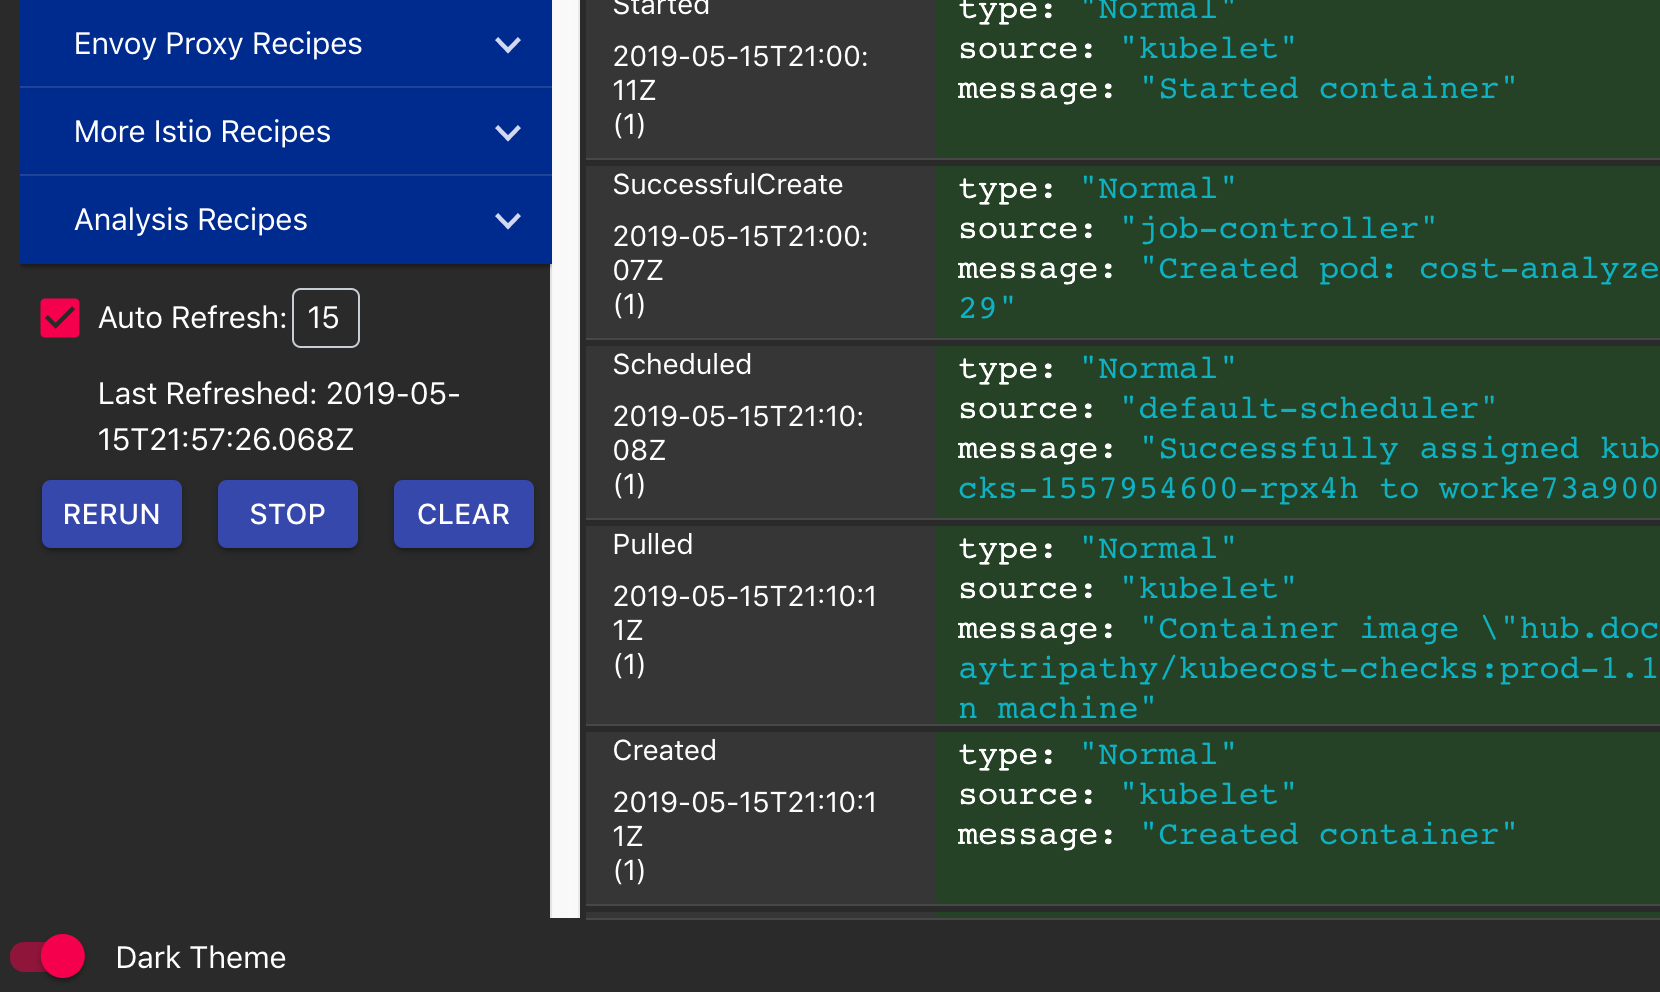 Envoy Proxy Recipes
More Istio Recipes
Analysis Recipes
Auto Refresh: 15
Last Refreshed: 2019-05-
15T21:57:26.068Z
RERUN
STOP
CLEAR
Dark Theme
Started
2019-05-15T21:00:
11Z
(1)
type: "Normal"
source: "kubelet"
message: "Started container"
SuccessfulCreate
2019-05-15T21:00:
07Z
(1)
type: "Normal"
source: "job-controller"
message: "Created pod: cost-analyze
29"
Scheduled
2019-05-15T21:10:
08Z
(1)
type: "Normal"
source: "default-scheduler"
message: "Successfully assigned kub
cks-1557954600-rpx4h to worke73a900
Pulled
2019-05-15T21:10:1
1Z
(1)
type: "Normal"
source: "kubelet"
message: "Container image \"hub.doc
aytripathy/kubecost-checks:prod-1.1
n machine"
Created
2019-05-15T21:10:1
1Z
(1)
type: "Normal"
source: "kubelet"
message: "Created container"